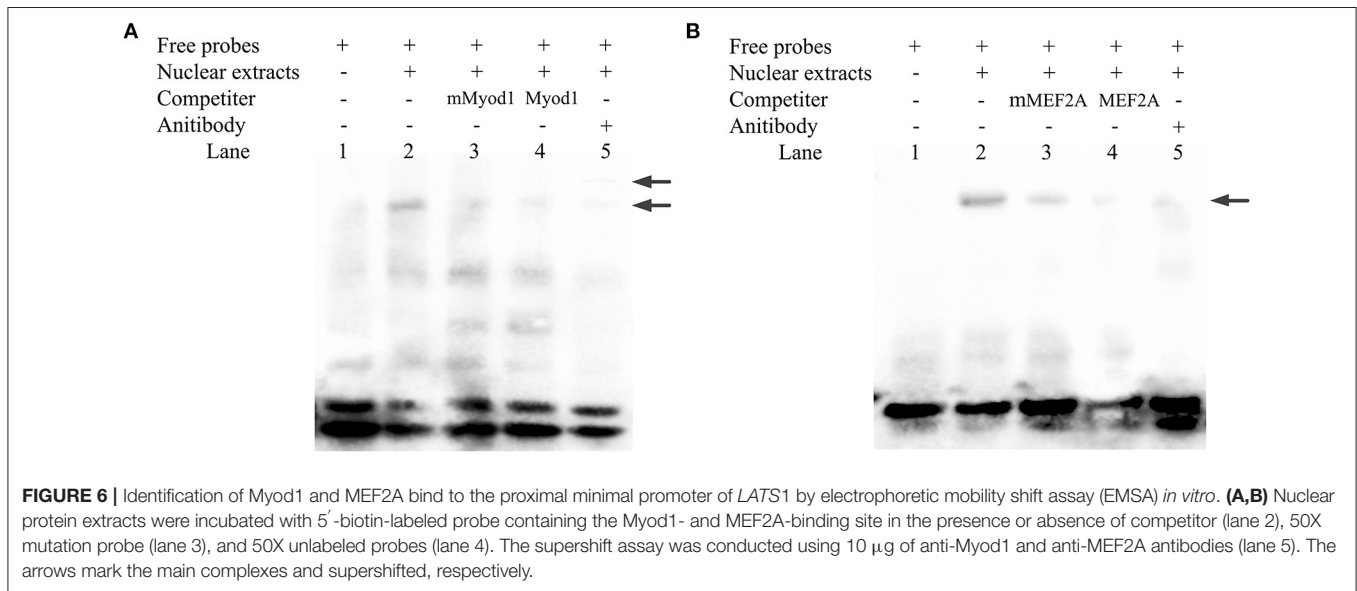 A
Free probes + + + + +
Nuclear extracts - + + + +
Competiter - - mMyod1 Myod1 -
Anitibody - - - - +
Lane 1 2 3 4 5
B
Free probes + + + + +
Nuclear extracts - + + + +
Competiter - - mMEF2A MEF2A -
Anitibody - - - - +
Lane 1 2 3 4 5
FIGURE 6 | Identification of Myod1 and MEF2A bind to the proximal minimal promoter of LATS1 by electrophoretic mobility shift assay (EMSA) in vitro. (A,B) Nuclear
protein extracts were incubated with 5′-biotin-labeled probe containing the Myod1- and MEF2A-binding site in the presence or absence of competitor (lane 2), 50X
mutation probe (lane 3), and 50X unlabeled probes (lane 4). The supershift assay was conducted using 10 μg of anti-Myod1 and anti-MEF2A antibodies (lane 5). The
arrows mark the main complexes and supershifted, respectively.